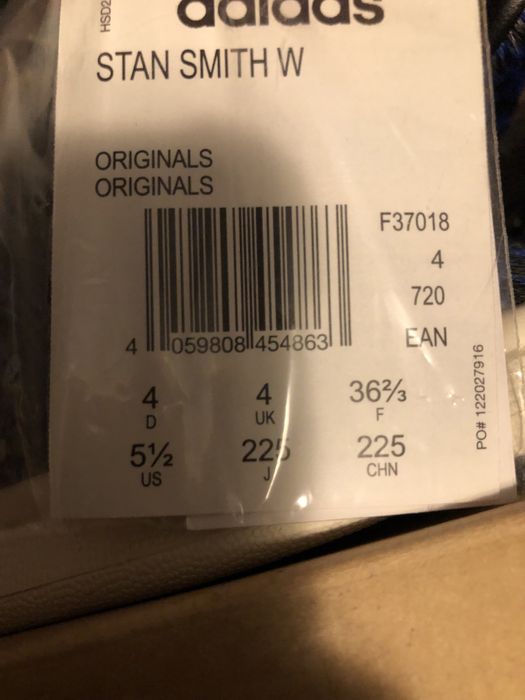 HSD2
adidas
STAN SMITH W
ORIGINALS
ORIGINALS
F37018
4
720
EAN
4 059808 454863
PO# 122027916
4 4 36⅔
D UK F
5½ 225 225
US J CHN